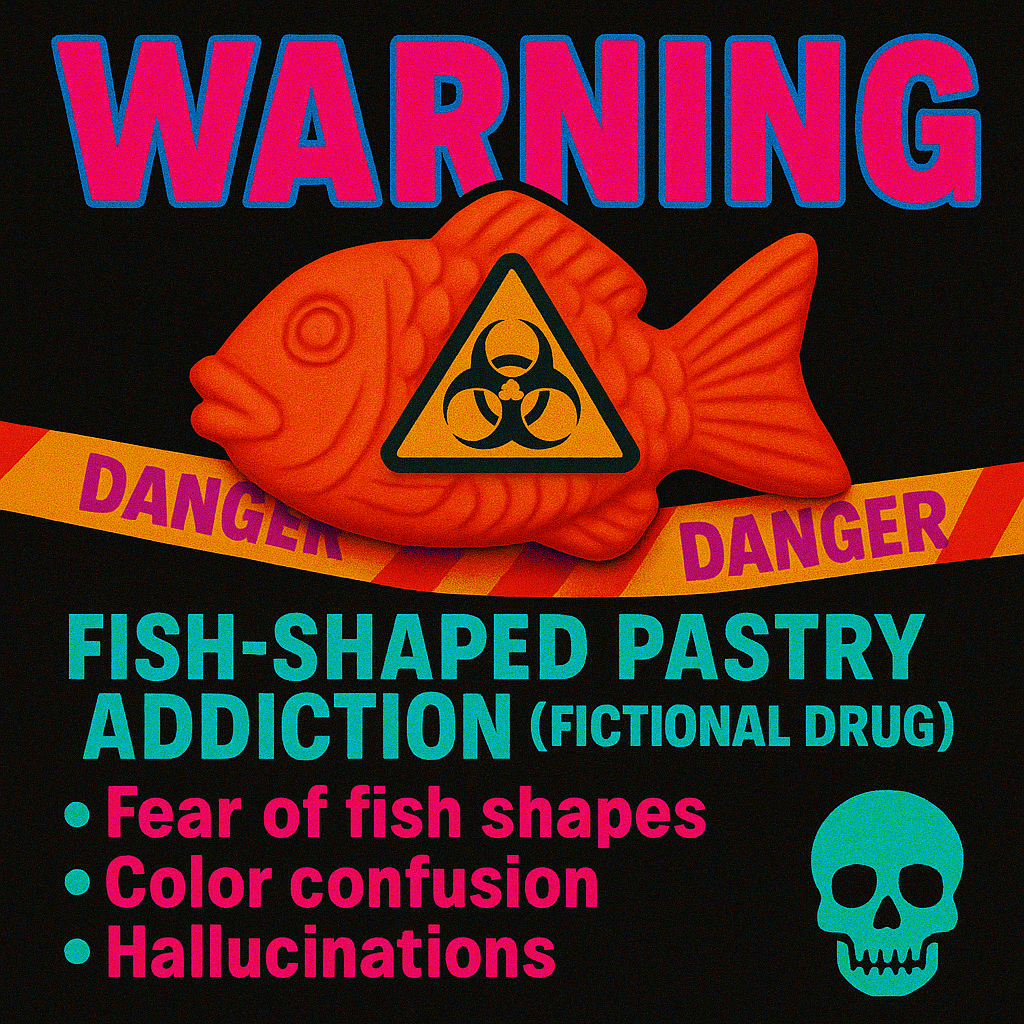 WARNING
DANGER DANGER
FISH-SHAPED PASTRY
ADDICTION (FICTIONAL DRUG)
• Fear of fish shapes
• Color confusion
• Hallucinations